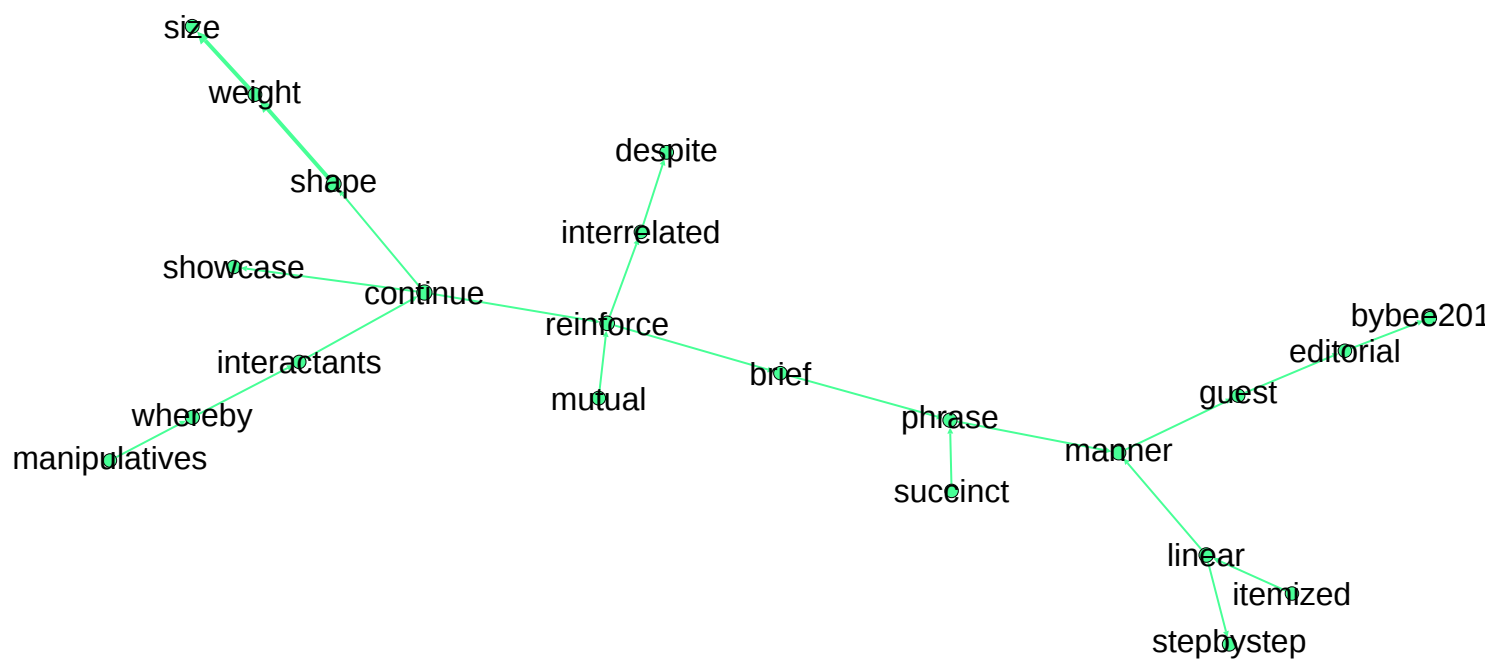 size
weight
despite
shape
interrelated
showcase
continue
bybee201
reinforce
editorial
interactants
brief
guest
mutual
whereby
phrase
manner
manipulatives
succinct
linear
itemized
stepbystep